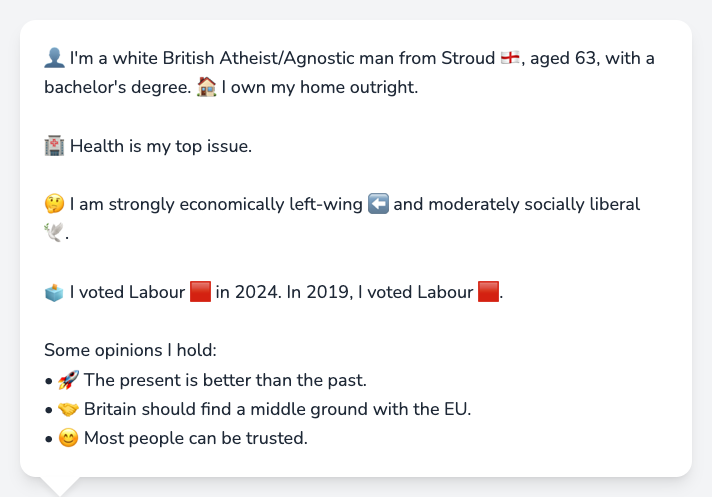 👤 I'm a white British Atheist/Agnostic man from Stroud 🏴󠁧󠁢󠁥󠁮󠁧󠁿, aged 63, with a
bachelor's degree. 🏠 I own my home outright.
🏥 Health is my top issue.
🤔 I am strongly economically left-wing ⬅️ and moderately socially liberal
🕊️.
🗳️ I voted Labour 🟥 in 2024. In 2019, I voted Labour 🟥.
Some opinions I hold:
• 🚀 The present is better than the past.
• 🤝 Britain should find a middle ground with the EU.
• 😊 Most people can be trusted.